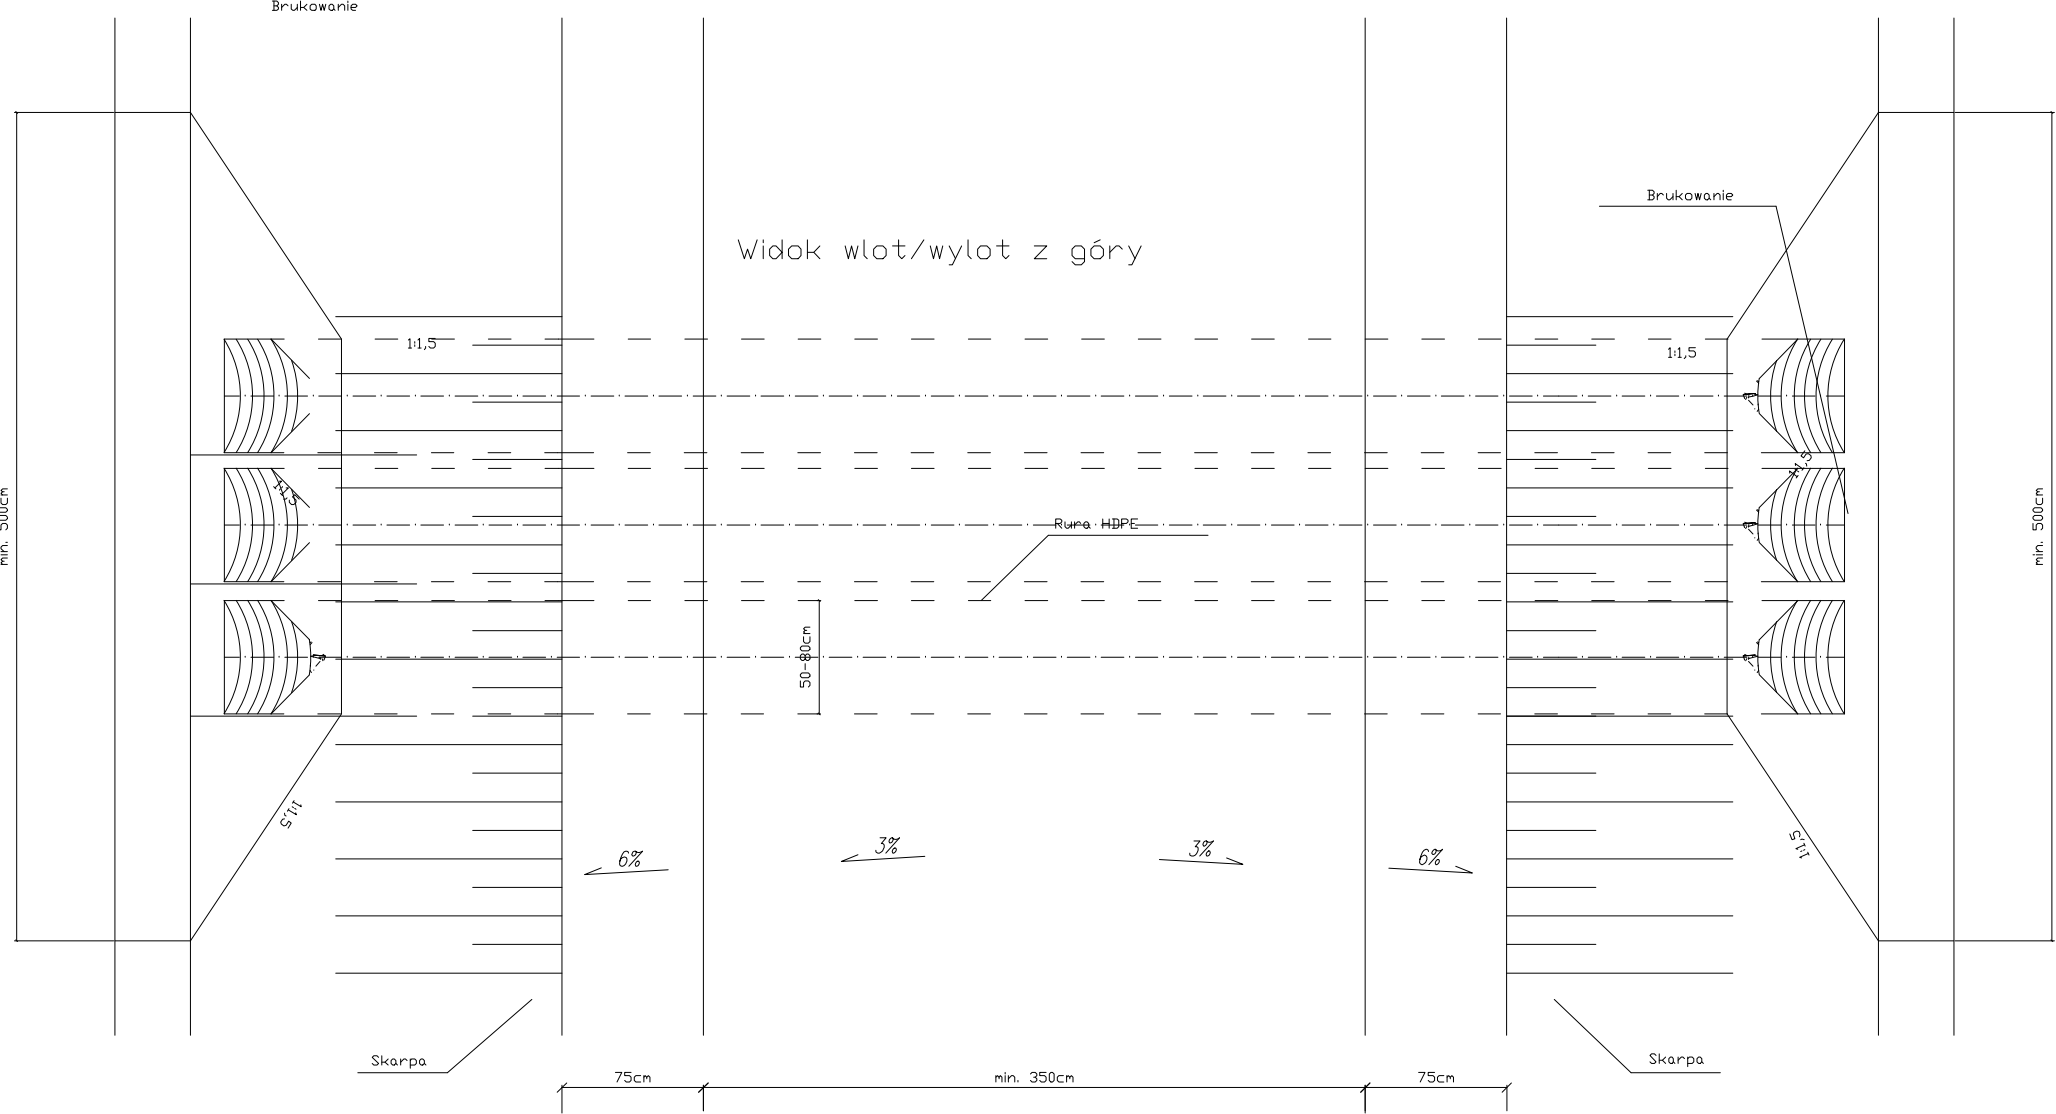 Brukowanie
Brukowanie
Widok wlot/wylot z góry
1:1,5
1:1,5
1:1,5
1:1,5
min. 500cm
Rura HDPE
min. 500cm
50-80cm
1:1,5
1:1,5
6%
3%
3%
6%
Skarpa
Skarpa
75cm
min. 350cm
75cm